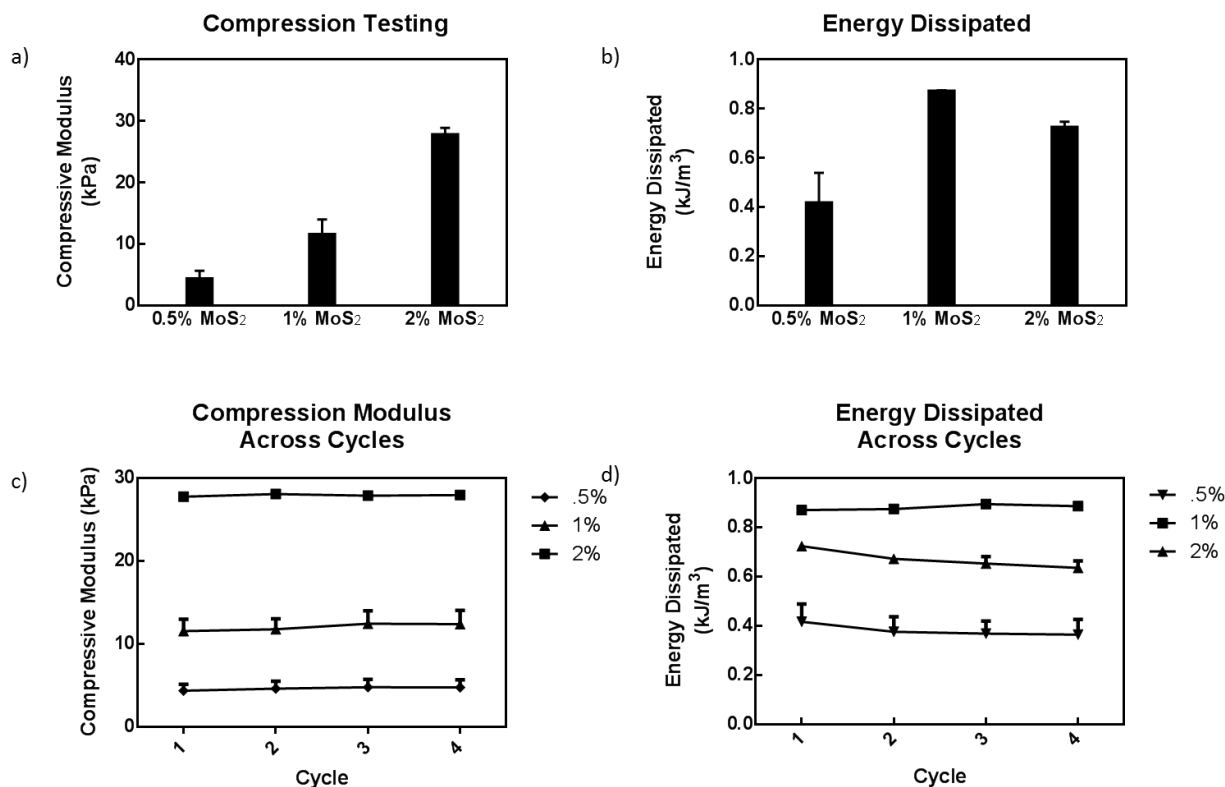 Compression Testing
a)
Compressive Modulus
(kPa)
40
30
20
10
0
0.5% MoS₂ 1% MoS₂ 2% MoS₂
Energy Dissipated
b)
Energy Dissipated
(kJ/m³)
1.0
0.8
0.6
0.4
0.2
0.0
0.5% MoS₂ 1% MoS₂ 2% MoS₂
Compression Modulus
Across Cycles
c)
Compressive Modulus (kPa)
30
20
10
0
1 2 3 4
Cycle
.5%
1%
2%
Energy Dissipated
Across Cycles
d)
Energy Dissipated
(kJ/m³)
1.0
0.8
0.6
0.4
0.2
0.0
1 2 3 4
Cycle
.5%
1%
2%